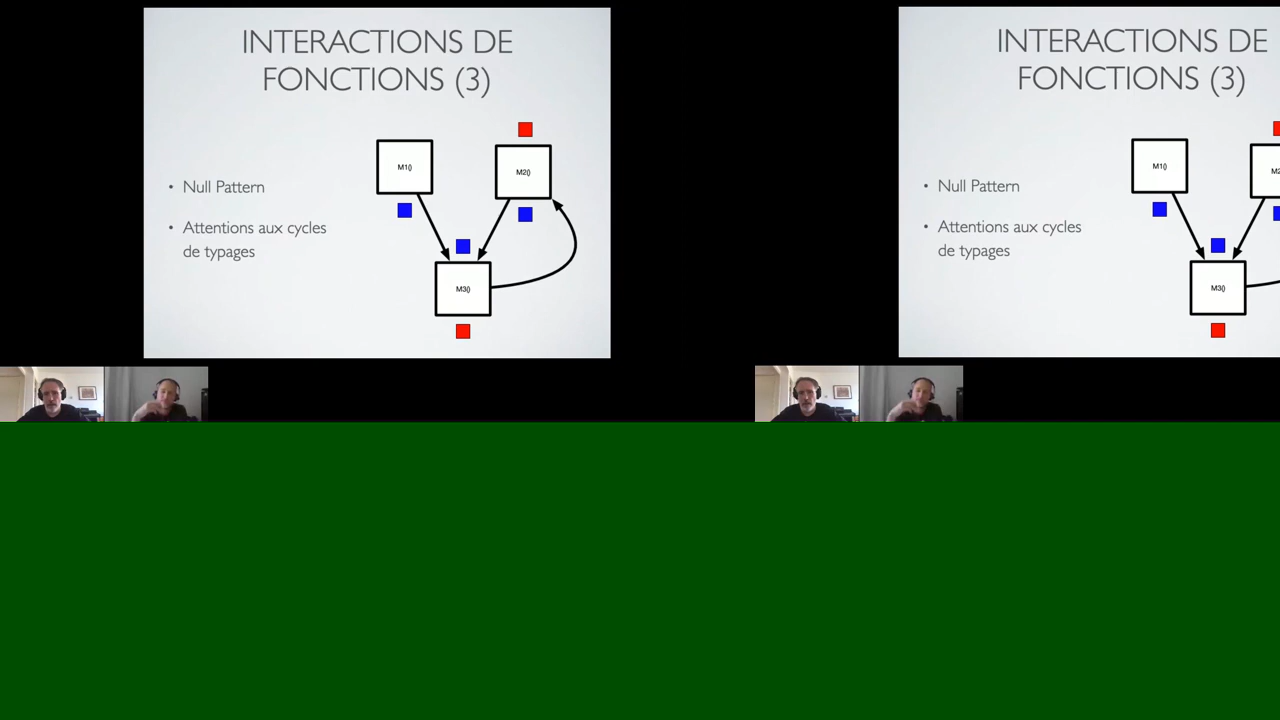 INTERACTIONS DE
FONCTIONS (3)
M1()
M2()
• Null Pattern
• Attentions aux cycles
de typages
M3()
INTERACTIONS DE
FONCTIONS (3)
M1()
M2
• Null Pattern
• Attentions aux cycles
de typages
M3()